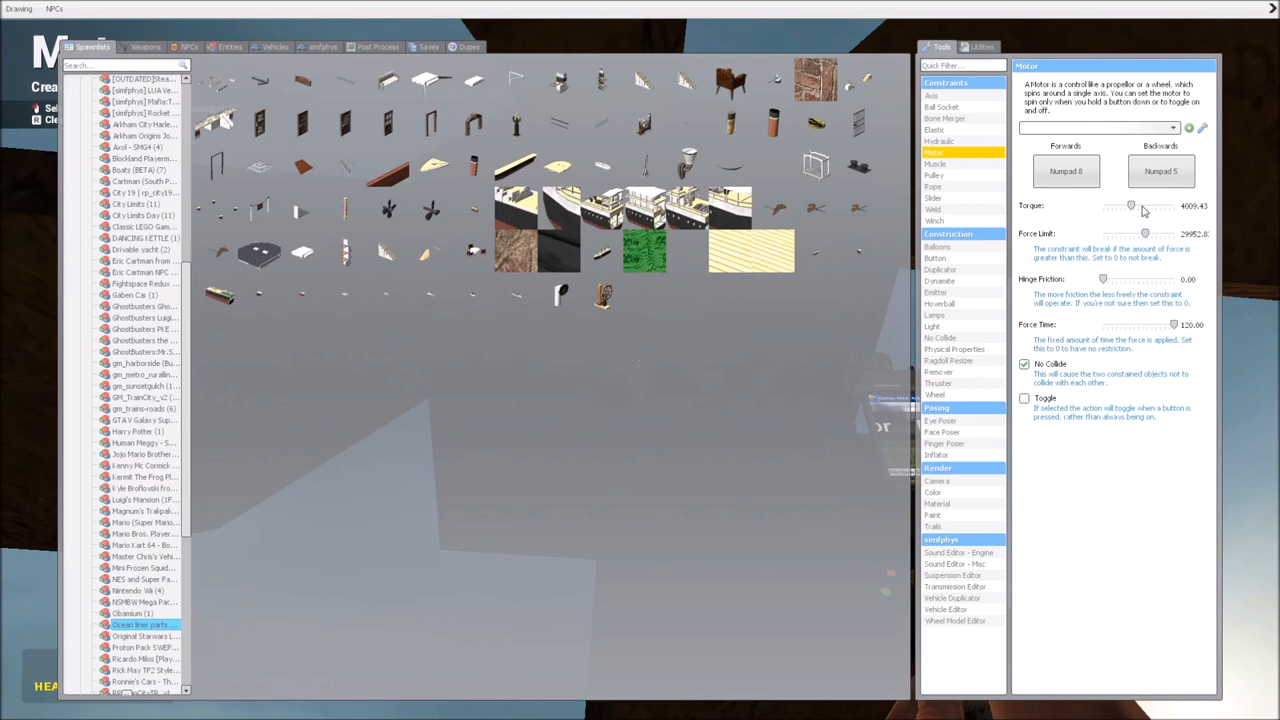 Drawing NPCs
Spawnlists Weapons NPCs Entities Vehicles simfphys Post Process Saves Dupes
Search...
[OUTDATED]Stea...
[simfphys] LUA Ve...
[simfphys] Mafia:T...
[simfphys] Rocket ...
Arkham City Harle...
Arkham Origins Jo...
Axol - SMG4 (4)
Blockland Playerm...
Boats (BETA) (7)
Cartman (South P...
City 19 | rp_city19...
City Limits (11)
City Limits Day (11)
Classic LEGO Gam...
DANCING KETTLE (1)
Drivable yacht (2)
Eric Cartman from ...
Eric Cartman NPC ...
Fightspace Redux ...
Gaben Car (1)
Ghostbusters Gho...
Ghostbusters Luigi...
Ghostbusters Pl.E...
Ghostbusters the ...
GhostBusters:Mr.S...
gm_harborside (Bu...
gm_metro_rurallin...
gm_sunsetgulch (1...
GM_TrainCity_v2 (...
gm_trains-roads (6)
GTA V Galaxy Sup...
Harry Potter (1)
Human Meggy - S...
Jojo Mario Brother...
Kenny Mc Cormick ...
Kermit The Frog Pl...
Kyle Broflovski fro...
Luigi's Mansion (1F...
Magnum's Trakpak...
Mario (Super Mario...
Mario Bros. Player...
Mario Kart 64 - Bo...
Master Chris's Vehi...
Mini Frozen Squid...
NES and Super Fa...
Nintendo Wii (4)
NSMBW Mega Pac...
Obamium (1)
Ocean liner parts ...
Original Starwars L...
Proton Pack SWEP...
Ricardo Milos [Play...
Rick May TF2 Style...
Ronnie's Cars - Th...
Tools Utilities
Quick Filter...
Constraints
Axis
Ball Socket
Bone Merger
Elastic
Hydraulic
Motor
Muscle
Pulley
Rope
Slider
Weld
Winch
Construction
Balloons
Button
Duplicator
Dynamite
Emitter
Hoverball
Lamps
Light
No Collide
Physical Properties
Ragdoll Resizer
Remover
Thruster
Wheel
Posing
Eye Poser
Face Poser
Finger Poser
Inflator
Render
Camera
Color
Material
Paint
Trails
simfphys
Sound Editor - Engine
Sound Editor - Misc
Suspension Editor
Transmission Editor
Vehicle Duplicator
Vehicle Editor
Wheel Model Editor
Motor
A Motor is a control like a propellor or a wheel, which
spins around a single axis. You can set the motor to
spin only when you hold a button down or to toggle on
and off.
Forwards Backwards
Numpad 8 Numpad 5
Torque: 4009.43
Force Limit: 29952.8
The constraint will break if the amount of force is
greater than this. Set to 0 to not break.
Hinge Friction: 0.00
The more friction the less freely the constraint
will operate. If you're not sure then set this to 0.
Force Time: 120.00
The fixed amount of time the force is applied. Set
this to 0 to have no restriction.
No Collide
This will cause the two constrained objects not to
collide with each other.
Toggle
If selected the action will toggle when a button is
pressed, rather than always being on.